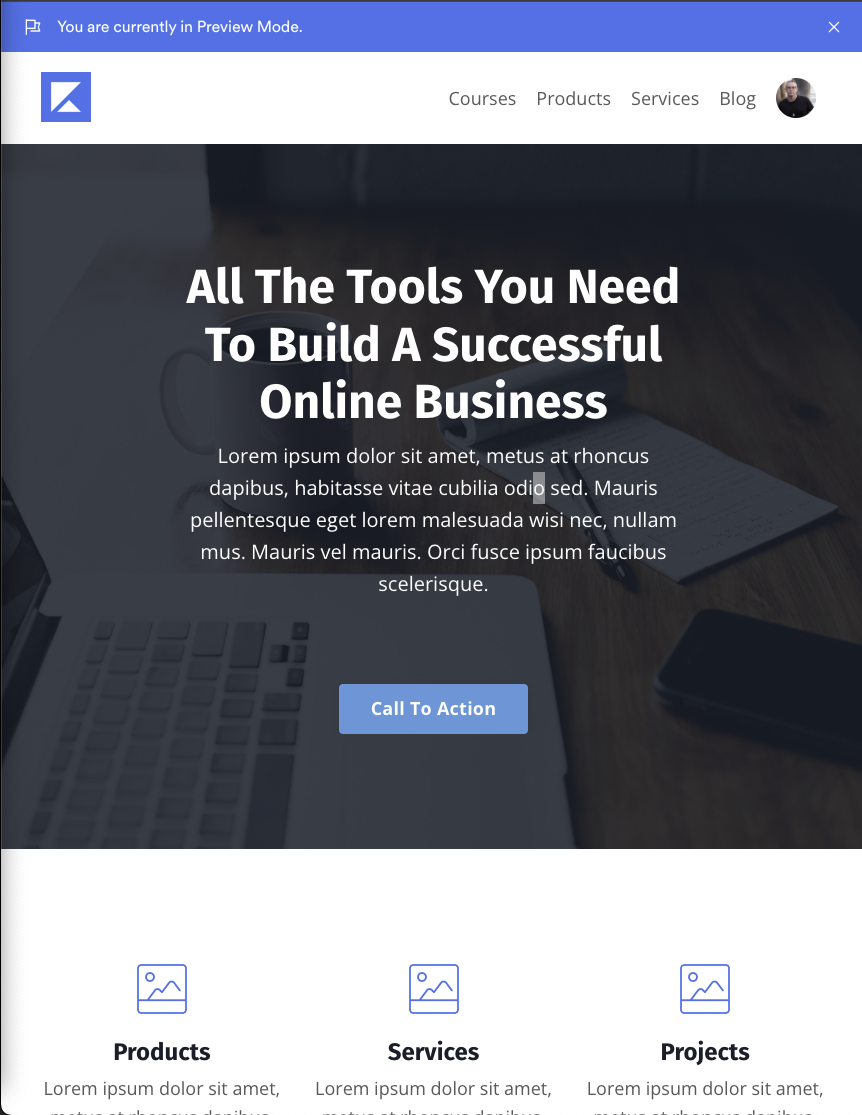 You are currently in Preview Mode.
Courses Products Services Blog
All The Tools You Need
To Build A Successful
Online Business
Lorem ipsum dolor sit amet, metus at rhoncus
dapibus, habitasse vitae cubilia odio sed. Mauris
pellentesque eget lorem malesuada wisi nec, nullam
mus. Mauris vel mauris. Orci fusce ipsum faucibus
scelerisque.
Call To Action
Products
Services
Projects
Lorem ipsum dolor sit amet,
Lorem ipsum dolor sit amet,
Lorem ipsum dolor sit amet,